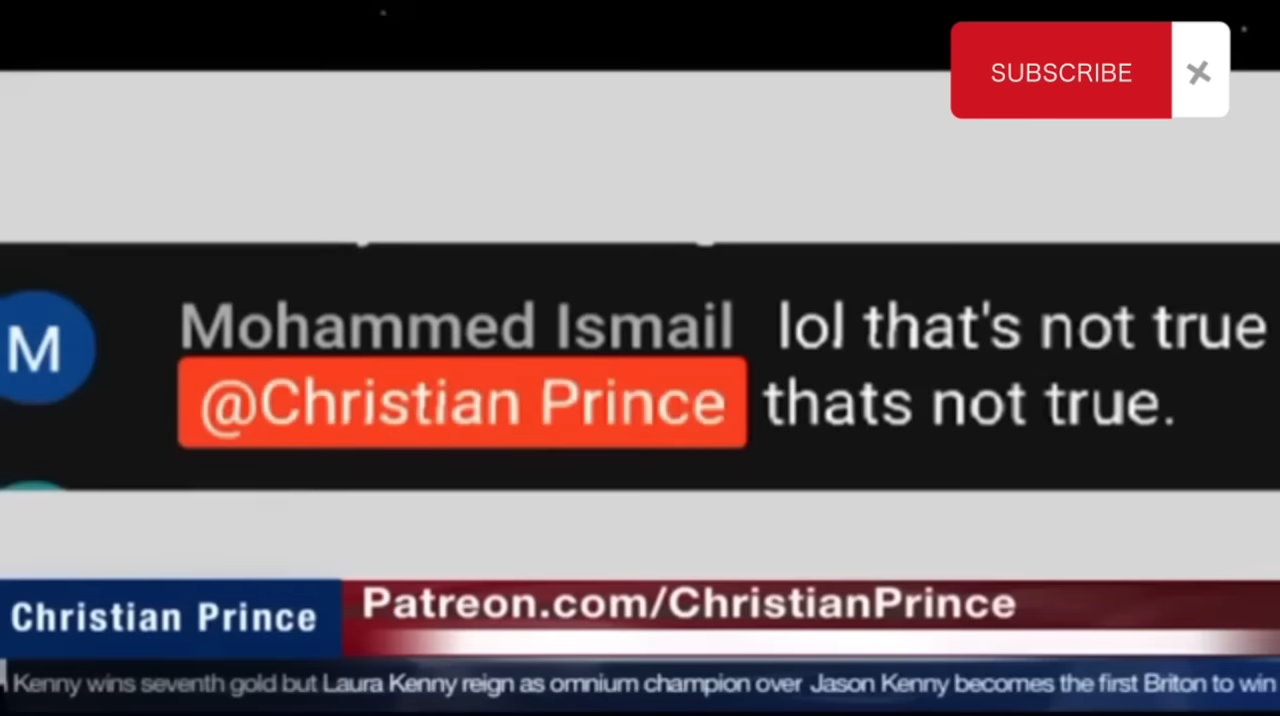 SUBSCRIBE
M
Mohammed Ismail lol that's not true
@Christian Prince thats not true.
Christian Prince
Patreon.com/ChristianPrince
Kenny wins seventh gold but Laura Kenny reign as omnium champion over Jason Kenny becomes the first Briton to win